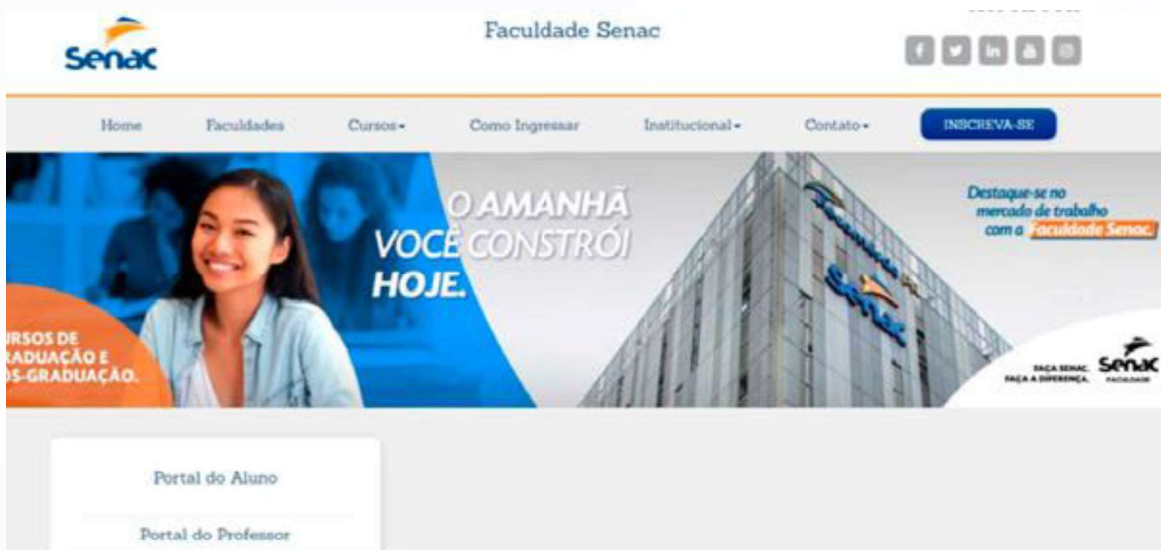 Senac
Faculdade Senac
Home Faculdades Cursos Como Ingressar Institucional Contato INSCREVA-SE
O AMANHÃ
VOCÊ CONSTRÓI
HOJE.
Destaque-se no
mercado de trabalho
com a Faculdade Senac.
Senac
URSOS DE
RADUAÇÃO E
ÓS-GRADUAÇÃO.
FAÇA SENAC.
FAÇA A DIFERENÇA.
Senac
FACULDADE
Portal do Aluno
Portal do Professor